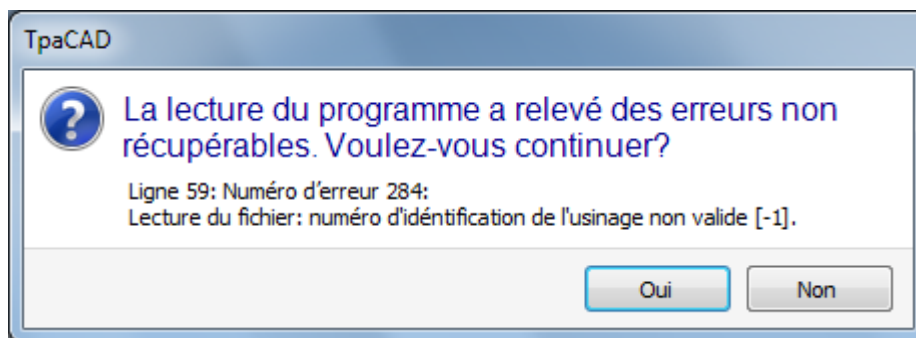 TpaCAD
La lecture du programme a relevé des erreurs non
récupérables. Voulez-vous continuer?
Ligne 59: Numéro d’erreur 284:
Lecture du fichier: numéro d'idéntification de l'usinage non valide [-1].
Oui
Non